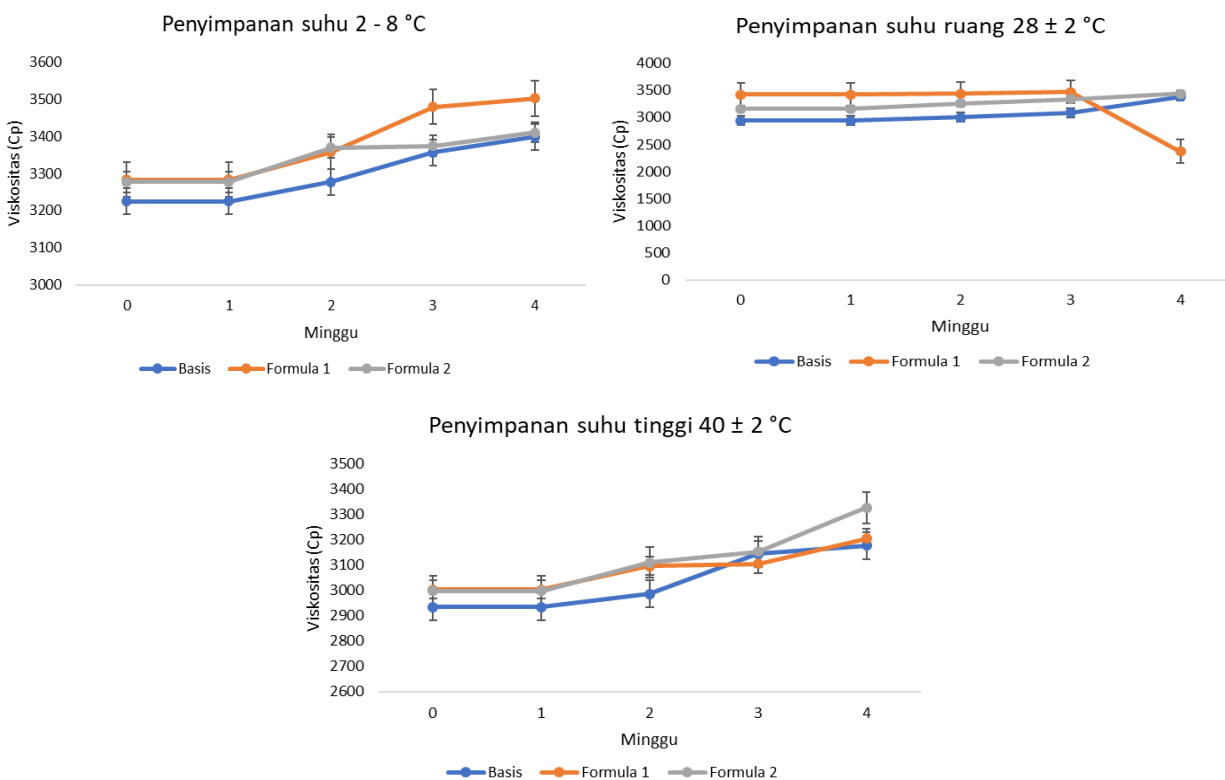 Penyimpanan suhu 2 - 8 °C
3600
3500
3400
3300
3200
3100
3000
Viskositas (Cp)
0 1 2 3 4
Minggu
Basis Formula 1 Formula 2
Penyimpanan suhu ruang 28 ± 2 °C
4000
3500
3000
2500
2000
1500
1000
500
0
Viskositas (Cp)
0 1 2 3 4
Minggu
Basis Formula 1 Formula 2
Penyimpanan suhu tinggi 40 ± 2 °C
3500
3400
3300
3200
3100
3000
2900
2800
2700
2600
Viskositas (Cp)
0 1 2 3 4
Minggu
Basis Formula 1 Formula 2